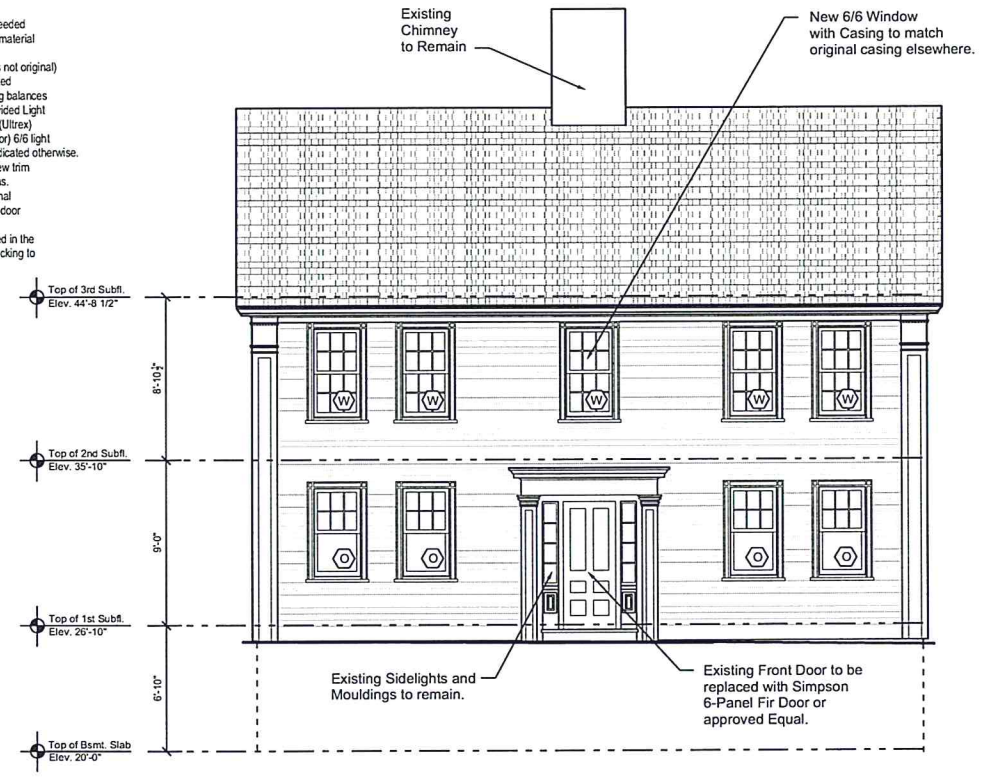 eeded
material
s not original)
ed
g balances
vided Light
(Ultrex)
or) 6/6 light
dicated otherwise.
ew trim
s.
nal
door
ed in the
cking to
Existing
Chimney
to Remain
New 6/6 Window
with Casing to match
original casing elsewhere.
Top of 3rd Subfl.
Elev. 44'-8 1/2"
8'-10½"
W
W
W
W
W
Top of 2nd Subfl.
Elev. 35'-10"
9'-0"
O
O
O
O
Top of 1st Subfl.
Elev. 26'-10"
6'-10"
Existing Sidelights and
Mouldings to remain.
Existing Front Door to be
replaced with Simpson
6-Panel Fir Door or
approved Equal.
Top of Bsmt. Slab
Elev. 20'-0"